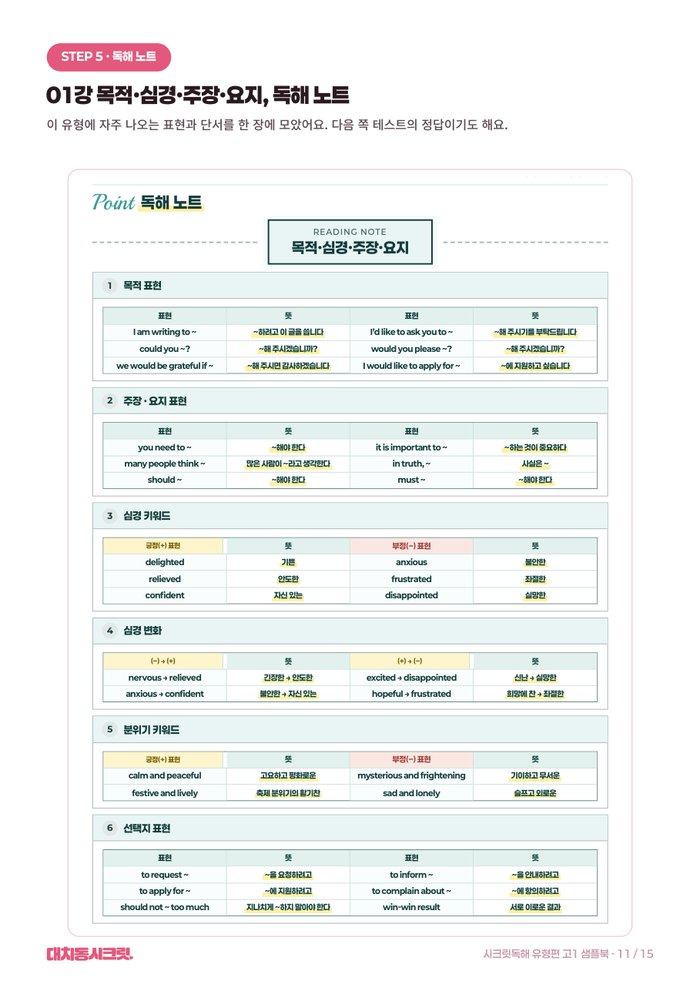 STEP 5 · 독해 노트
01강 목적·심경·주장·요지, 독해 노트
이 유형에 자주 나오는 표현과 단서를 한 장에 모았어요. 다음 쪽 테스트의 정답이기도 해요.
Point 독해 노트
READING NOTE
목적·심경·주장·요지
1 목적 표현
표현 뜻 표현 뜻
I am writing to ~ ~하려고 이 글을 씁니다 I'd like to ask you to ~ ~해 주시기를 부탁드립니다
could you ~? ~해 주시겠습니까? would you please ~? ~해 주시겠습니까?
we would be grateful if ~ ~해 주시면 감사하겠습니다 I would like to apply for ~ ~에 지원하고 싶습니다
2 주장 · 요지 표현
표현 뜻 표현 뜻
you need to ~ ~해야 한다 it is important to ~ ~하는 것이 중요하다
many people think ~ 많은 사람이 ~라고 생각한다 in truth, ~ 사실은 ~
should ~ ~해야 한다 must ~ ~해야 한다
3 심경 키워드
긍정(+) 표현 뜻 부정(−) 표현 뜻
delighted 기쁜 anxious 불안한
relieved 안도한 frustrated 좌절한
confident 자신 있는 disappointed 실망한
4 심경 변화
(−) → (+) 뜻 (+) → (−) 뜻
nervous → relieved 긴장한 → 안도한 excited → disappointed 신난 → 실망한
anxious → confident 불안한 → 자신 있는 hopeful → frustrated 희망에 찬 → 좌절한
5 분위기 키워드
긍정(+) 표현 뜻 부정(−) 표현 뜻
calm and peaceful 고요하고 평화로운 mysterious and frightening 기이하고 무서운
festive and lively 축제 분위기의 활기찬 sad and lonely 슬프고 외로운
6 선택지 표현
표현 뜻 표현 뜻
to request ~ ~을 요청하려고 to inform ~ ~을 안내하려고
to apply for ~ ~에 지원하려고 to complain about ~ ~에 항의하려고
should not ~ too much 지나치게 ~하지 말아야 한다 win-win result 서로 이로운 결과
대치동시크릿.
시크릿독해 유형편 고1 샘플북 · 11 / 15